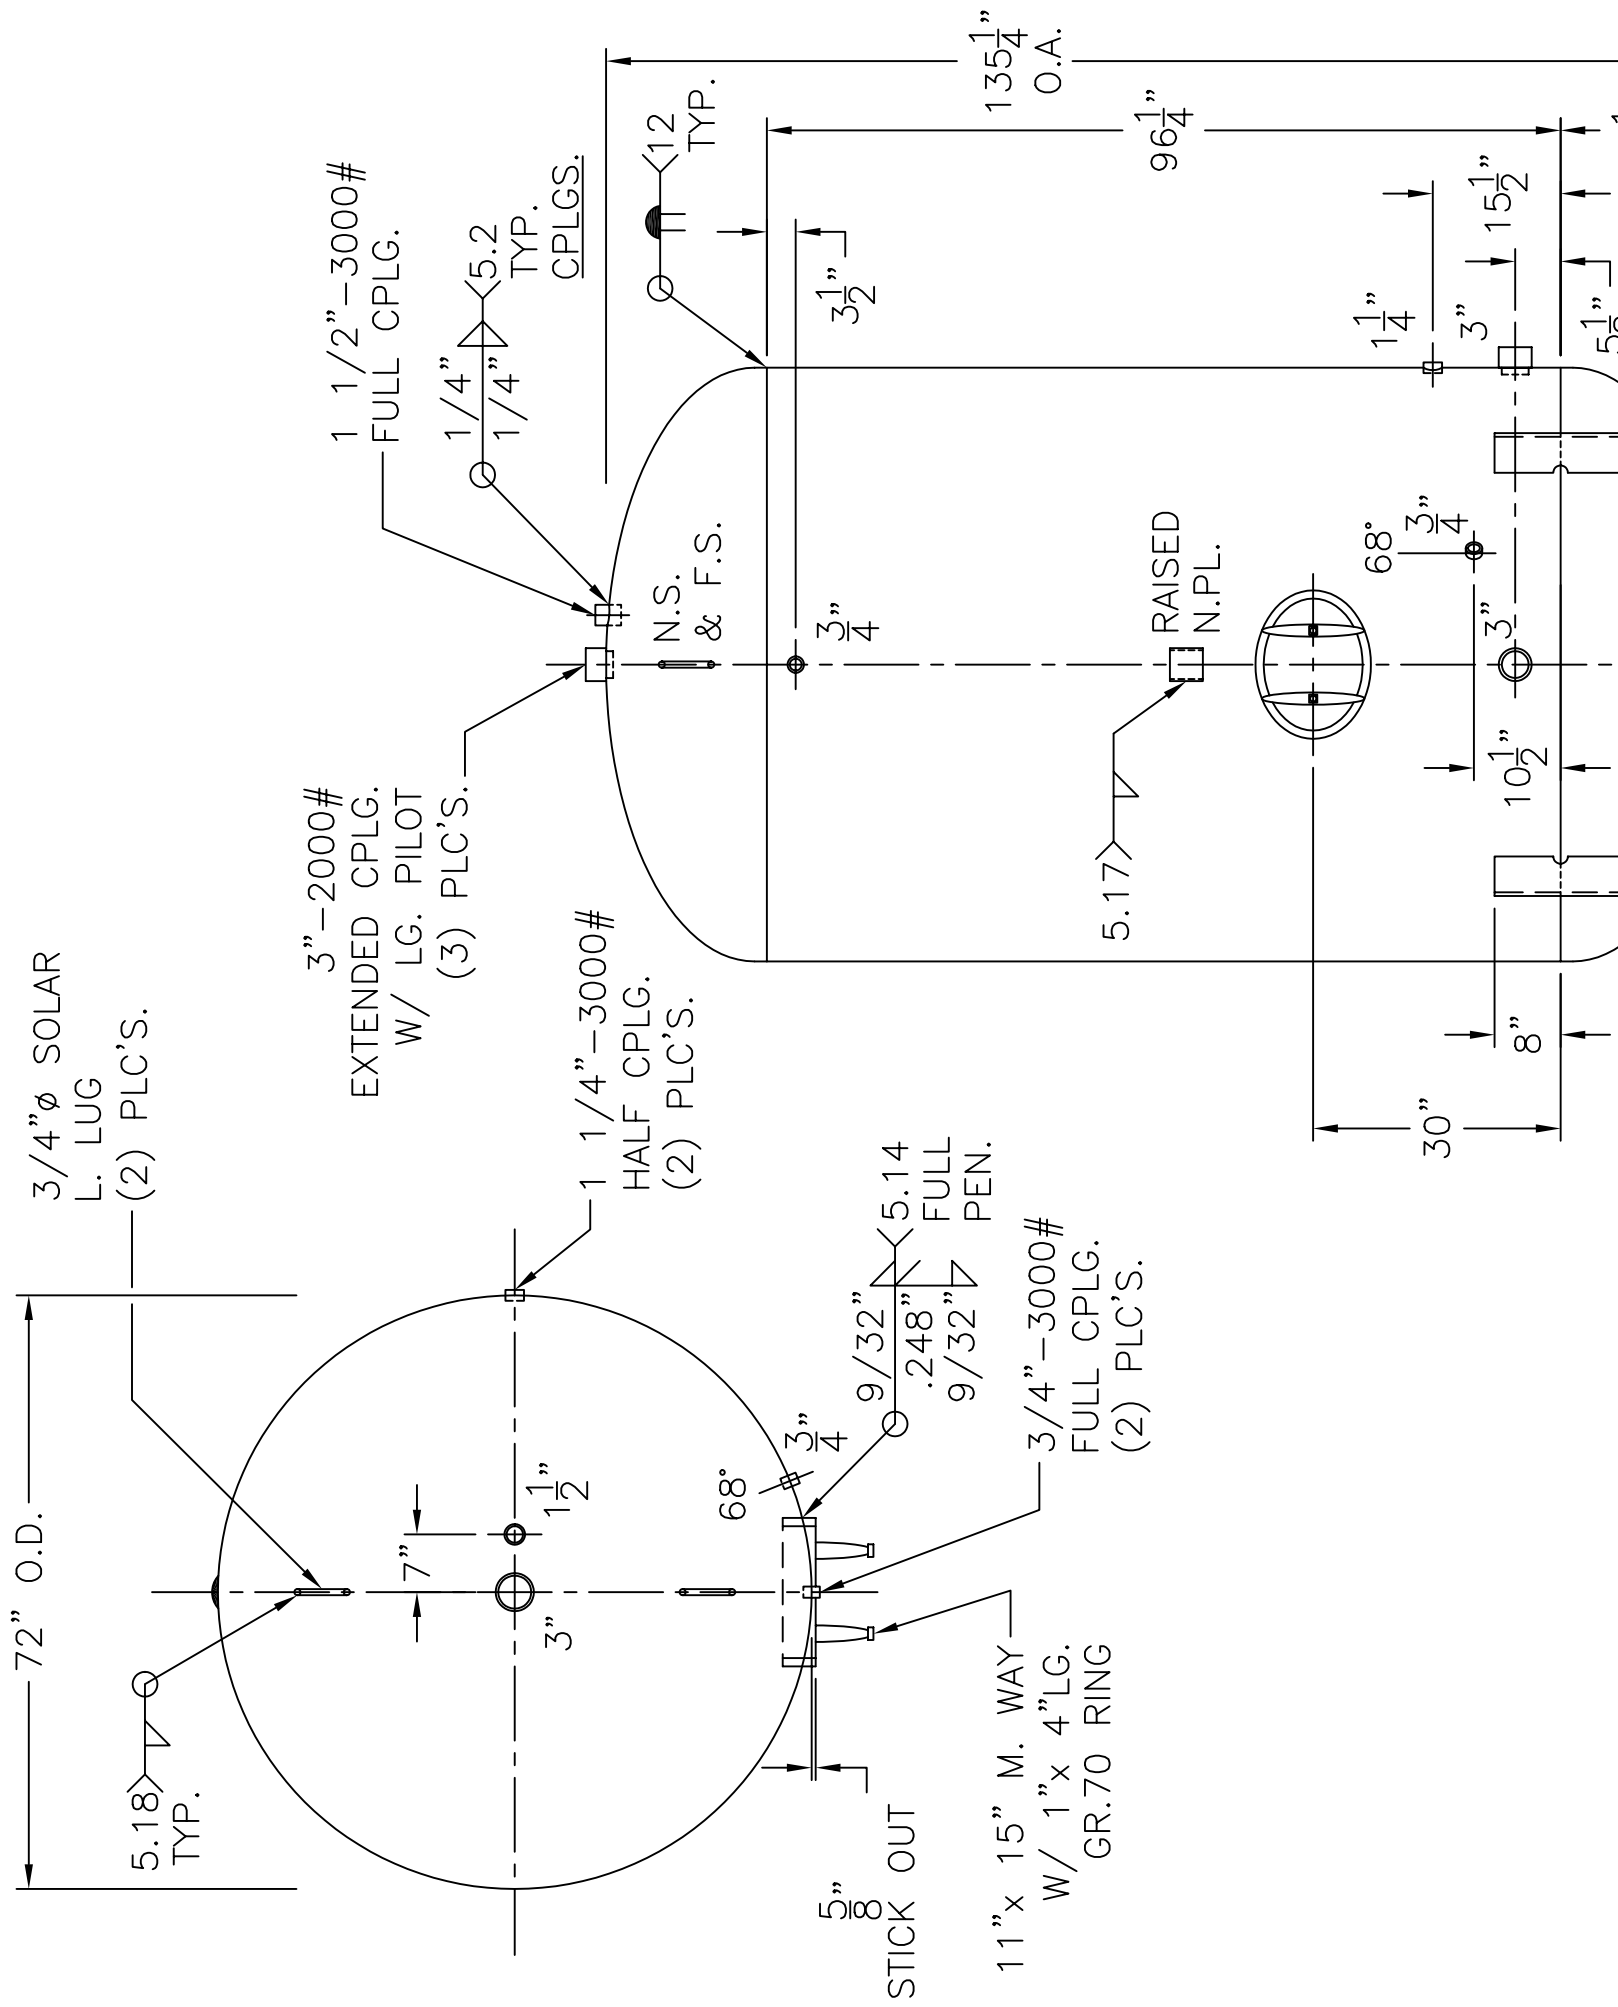 72" O.D.
3/4"ø SOLAR
L. LUG
(2) PLC'S.
5.18
TYP.
7"
1 1/2"
3"
68°
3/4"
1 1/4"-3000#
HALF CPLG.
(2) PLC'S.
9/32"
.248"
9/32"
5.14
FULL
PEN.
3/4"-3000#
FULL CPLG.
(2) PLC'S.
5/8"
STICK OUT
11"x 15" M. WAY
W/ 1"x 4"LG.
GR.70 RING
3"-2000#
EXTENDED CPLG.
W/ LG. PILOT
(3) PLC'S.
1 1/2"-3000#
FULL CPLG.
1/4"
1/4"
5.2
TYP.
CPLGS.
12
TYP.
135 1/4"
O.A.
96 1/4"
N.S.
& F.S.
3 1/2"
3/4"
RAISED
N.PL.
5.17
68°
3/4"
1 1/4"
3"
15 1/2"
3"
10 1/2"
8"
30"